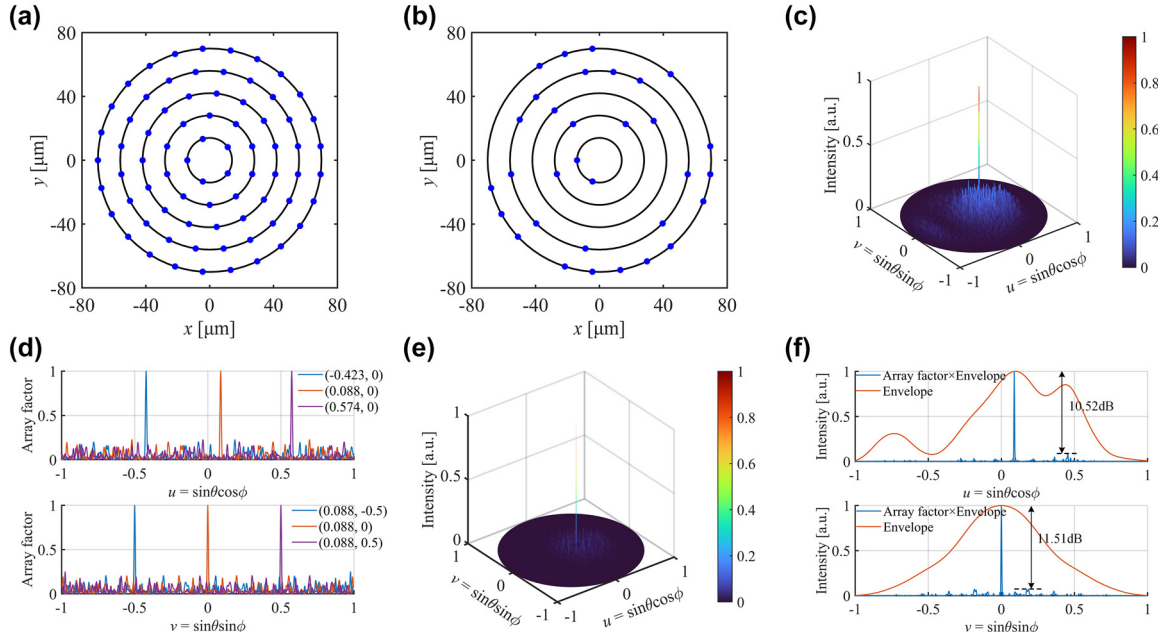 (a)
80
40
0
-40
-80
y [μm]
-80 -40 0 40 80
x [μm]
(b)
80
40
0
-40
-80
y [μm]
-80 -40 0 40 80
x [μm]
(c)
1
0.5
0
Intensity [a.u.]
1
0
-1
v = sinθsinϕ
-1
0
1
u = sinθcosϕ
1
0.8
0.6
0.4
0.2
0
(d)
1
0.5
0
Array factor
(-0.423, 0)
(0.088, 0)
(0.574, 0)
-1 -0.5 0 0.5 1
u = sinθcosϕ
1
0.5
0
Array factor
(0.088, -0.5)
(0.088, 0)
(0.088, 0.5)
-1 -0.5 0 0.5 1
v = sinθsinϕ
(e)
1
0.5
0
Intensity [a.u.]
1
0
-1
v = sinθsinϕ
-1
0
1
u = sinθcosϕ
1
0.8
0.6
0.4
0.2
0
(f)
1
0.5
0
Intensity [a.u.]
Array factor×Envelope
Envelope
10.52dB
-1 -0.5 0 0.5 1
u = sinθcosϕ
1
0.5
0
Intensity [a.u.]
Array factor×Envelope
Envelope
11.51dB
-1 -0.5 0 0.5 1
v = sinθsinϕ